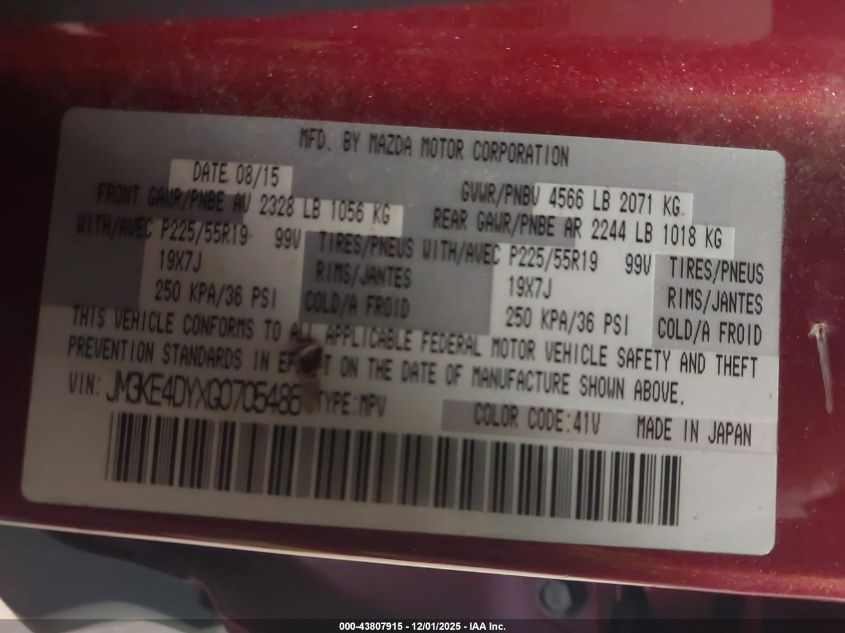 MFD. BY MAZDA MOTOR CORPORATION
DATE 08/15 GVWR/PNBV 4566 LB 2071 KG
FRONT GAWR/PNBE AV 2328 LB 1056 KG REAR GAWR/PNBE AR 2244 LB 1018 KG
WITH/AVEC P225/55R19 99V TIRES/PNEUS WITH/AVEC P225/55R19 99V TIRES/PNEUS
19X7J RIMS/JANTES 19X7J RIMS/JANTES
250 KPA/36 PSI COLD/A FROID 250 KPA/36 PSI COLD/A FROID
THIS VEHICLE CONFORMS TO ALL APPLICABLE FEDERAL MOTOR VEHICLE SAFETY AND THEFT
PREVENTION STANDARDS IN EFFECT ON THE DATE OF MANUFACTURE SHOWN ABOVE.
VIN: JM3KE4DYXG0705486 TYPE:MPV COLOR CODE:41V MADE IN JAPAN
000-43807915 - 12/01/2025 - IAA Inc.